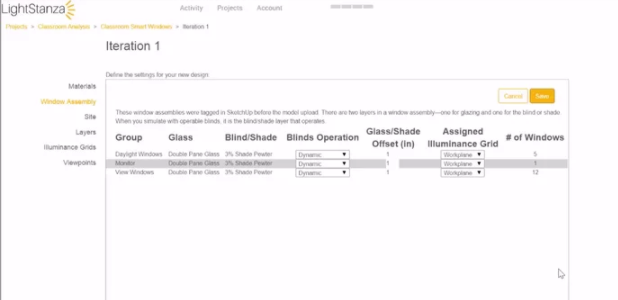 LightStanza
Activity Projects Account
Projects » Classroom Analysis » Classroom Smart Windows » Iteration 1
Iteration 1
Define the settings for your new design
Materials
Window Assembly
Site
Layers
Illuminance Grids
Viewpoints
Cancel Save
These window assemblies were tagged in SketchUp before the model upload. There are two layers in a window assembly—one for glazing and one for the blind or shade.
When you simulate with operable blinds, it is the blind/shade layer that operates.
Group Glass Blind/Shade Blinds Operation Glass/Shade Offset (in) Assigned Illuminance Grid # of Windows
Daylight Windows Double Pane Glass 3% Shade Pewter Dynamic 1 Workplane 5
Monitor Double Pane Glass 3% Shade Pewter Dynamic 1 Workplane 1
View Windows Double Pane Glass 3% Shade Pewter Dynamic 1 Workplane 12